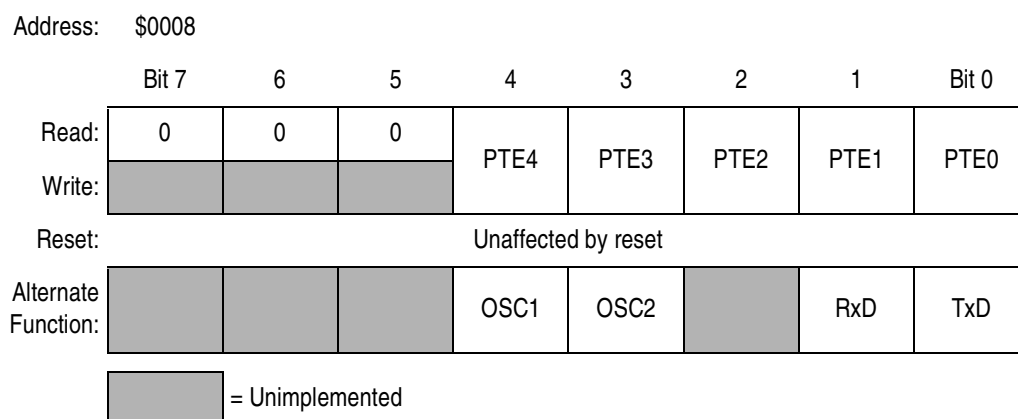 Address: $0008
Bit 7 6 5 4 3 2 1 Bit 0
Read: 0 0 0 PTE4 PTE3 PTE2 PTE1 PTE0
Write:
Reset: Unaffected by reset
Alternate
Function: OSC1 OSC2 RxD TxD
= Unimplemented